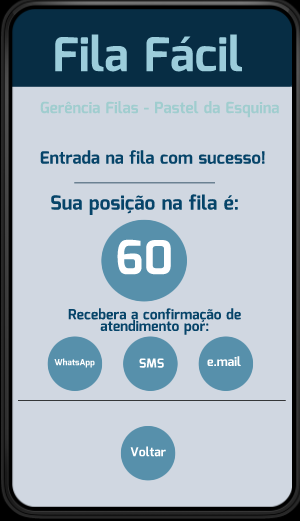 Fila Fácil
Gerência Filas - Pastel da Esquina
Entrada na fila com sucesso!
Sua posição na fila é:
60
Recebera a confirmação de
atendimento por:
WhatsApp SMS e.mail
Voltar